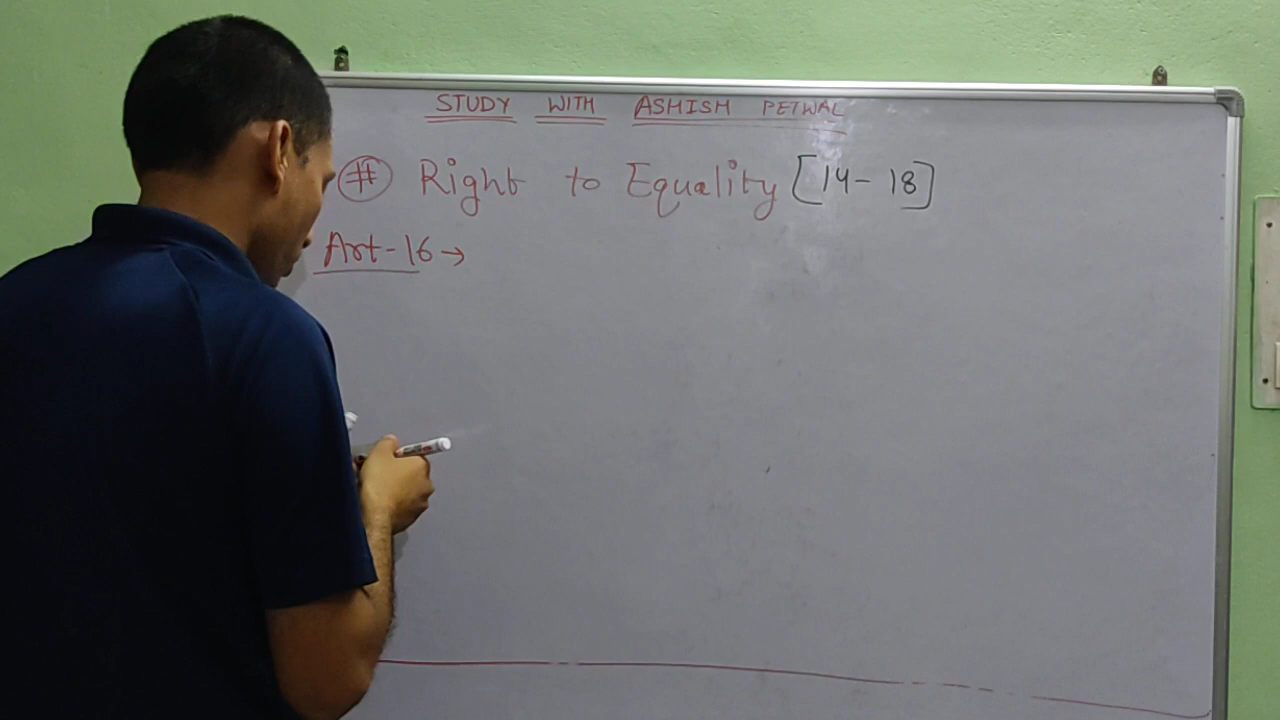 STUDY WITH ASHISH PETWAL
# Right to Equality [14-18]
Art-16 →